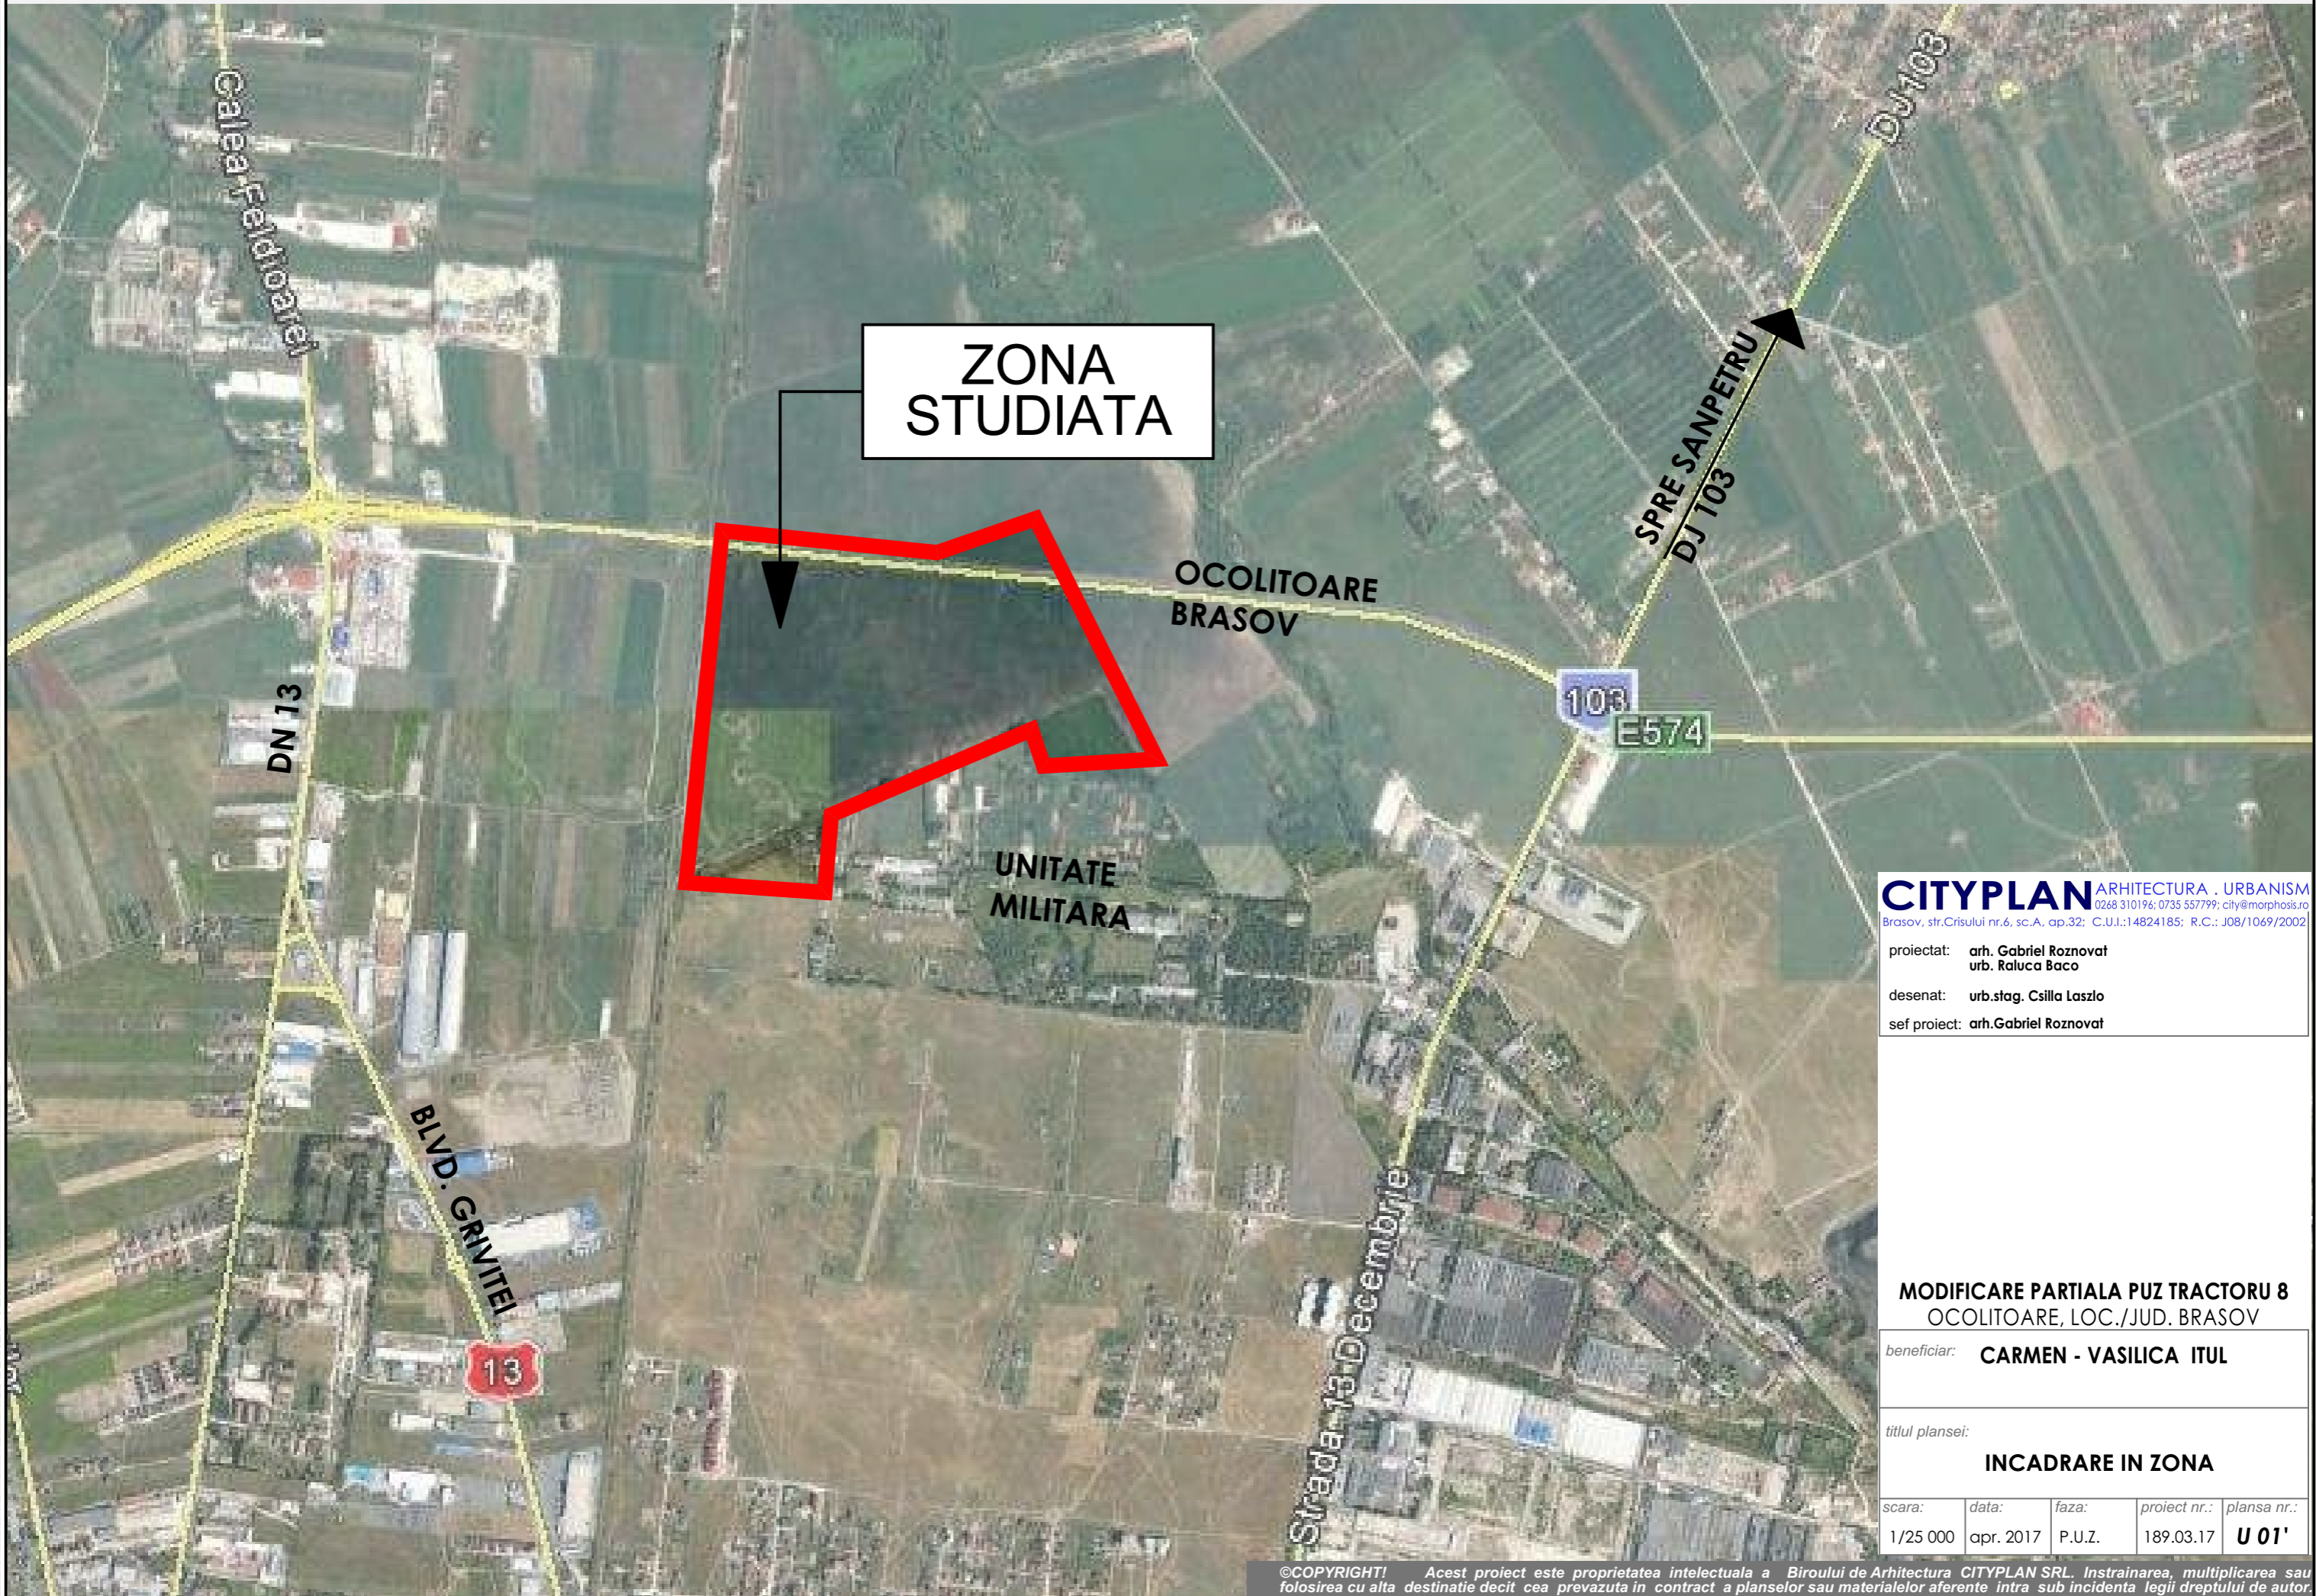 Calea Feldioarei
DJ 103
ZONA
STUDIATA
SPRE SANPETRU
DJ 103
OCOLITOARE
BRASOV
103
E574
DN 13
UNITATE
MILITARA
BLVD. GRIVITEI
13
Strada 13 Decembrie
CITYPLAN ARHITECTURA . URBANISM
0268 310196; 0735 557799; city@morphosis.ro
Brasov, str.Crisului nr.6, sc.A, ap.32; C.U.I.:14824185; R.C.: J08/1069/2002
proiectat: arh. Gabriel Roznovat
urb. Raluca Baco
desenat: urb.stag. Csilla Laszlo
sef proiect: arh.Gabriel Roznovat
MODIFICARE PARTIALA PUZ TRACTORU 8
OCOLITOARE, LOC./JUD. BRASOV
beneficiar: CARMEN - VASILICA ITUL
titlul plansei:
INCADRARE IN ZONA
scara: data: faza: proiect nr.: plansa nr.:
1/25 000 apr. 2017 P.U.Z. 189.03.17 U 01'
©COPYRIGHT! Acest proiect este proprietatea intelectuala a Biroului de Arhitectura CITYPLAN SRL. Instrainarea, multiplicarea sau
folosirea cu alta destinatie decit cea prevazuta in contract a planselor sau materialelor aferente intra sub incidenta legii dreptului de autor